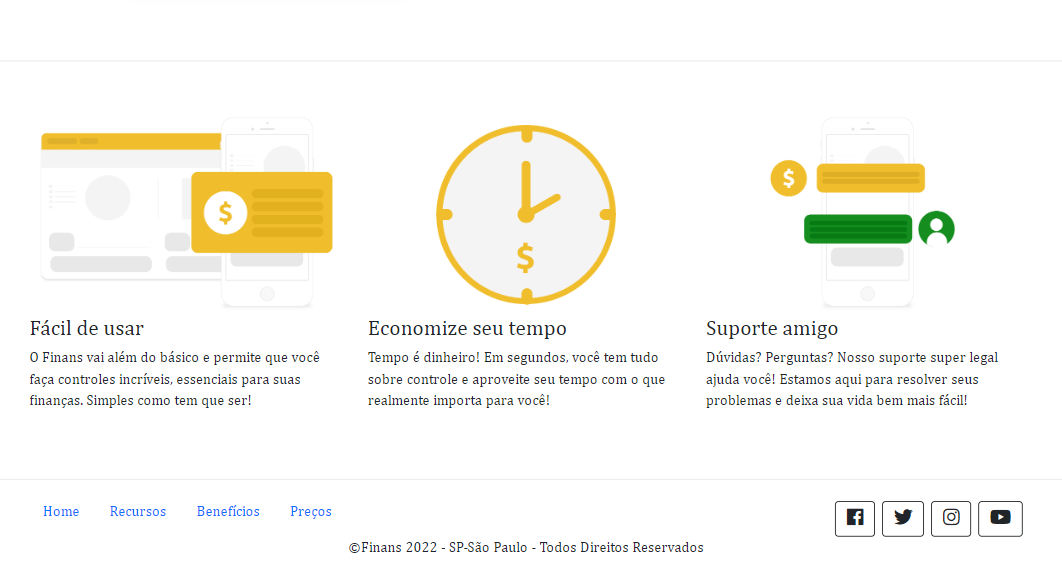 $
$
$
Fácil de usar
O Finans vai além do básico e permite que você
faça controles incríveis, essenciais para suas
finanças. Simples como tem que ser!
Economize seu tempo
Tempo é dinheiro! Em segundos, você tem tudo
sobre controle e aproveite seu tempo com o que
realmente importa para você!
Suporte amigo
Dúvidas? Perguntas? Nosso suporte super legal
ajuda você! Estamos aqui para resolver seus
problemas e deixa sua vida bem mais fácil!
Home Recursos Benefícios Preços
©Finans 2022 - SP-São Paulo - Todos Direitos Reservados